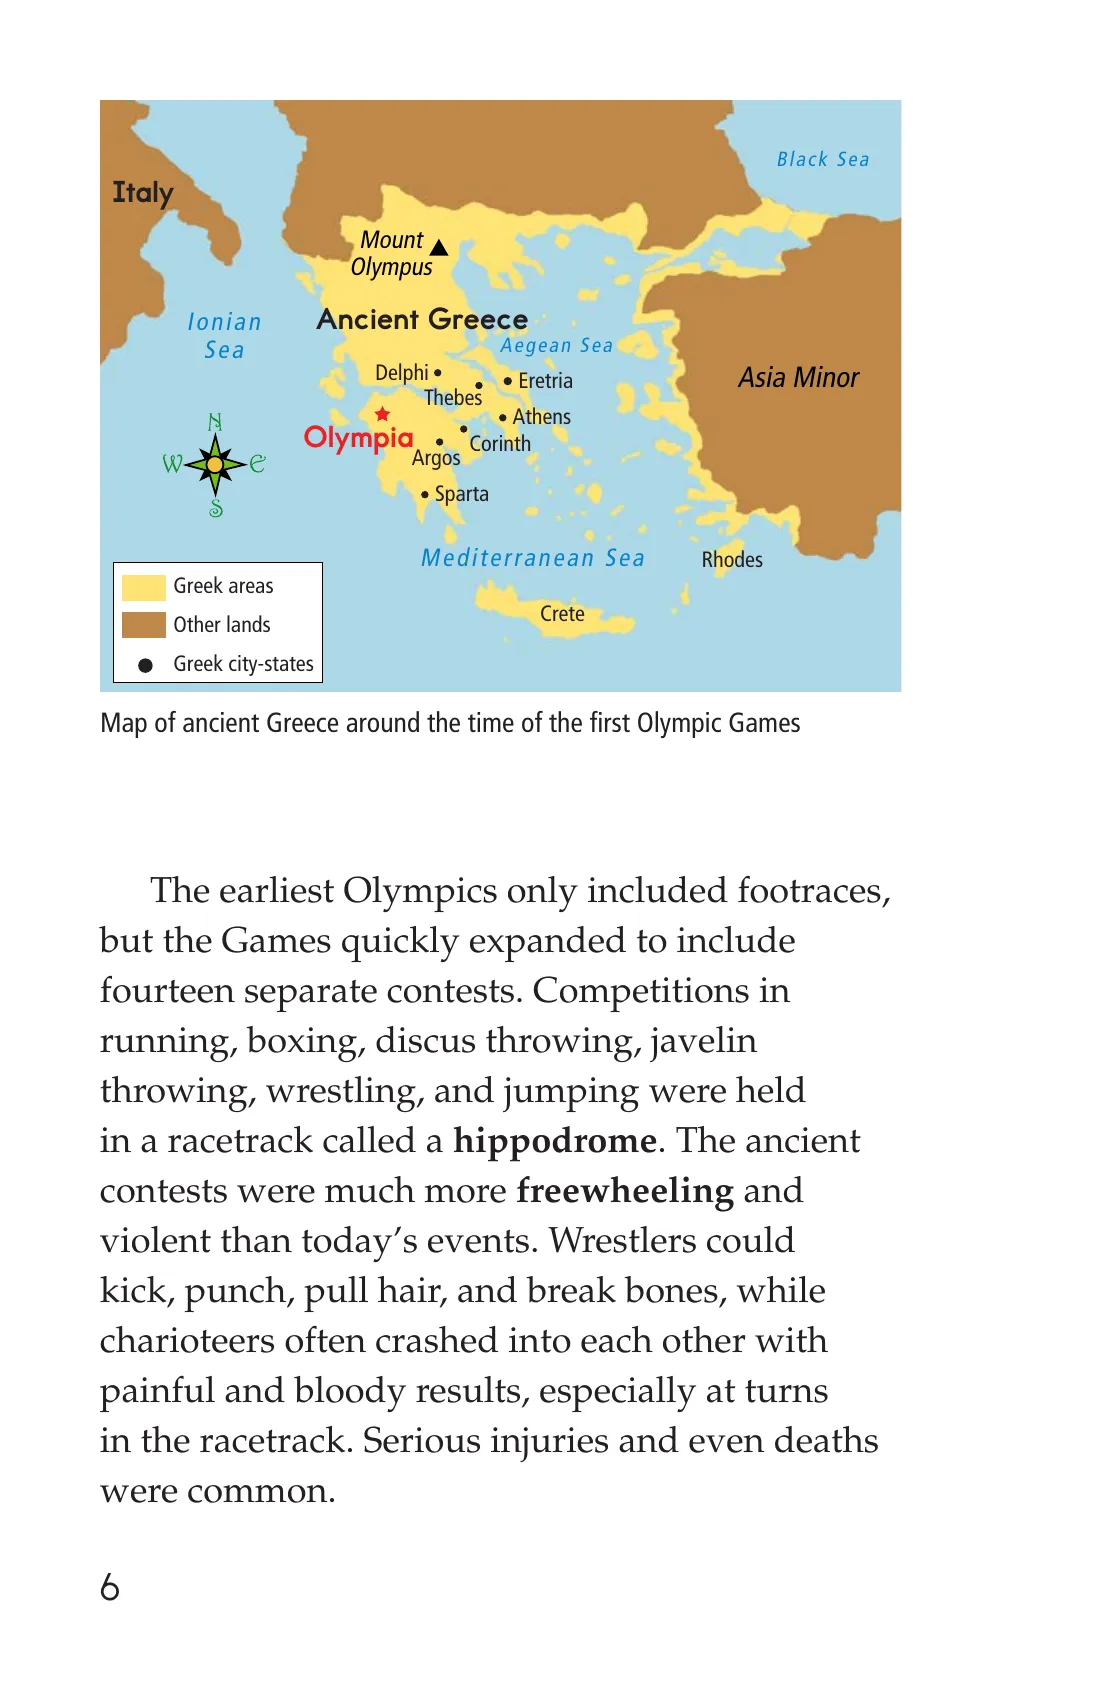 Black Sea
Italy
Mount
Olympus
Ionian
Sea
Ancient Greece
Aegean Sea
Asia Minor
Delphi
Eretria
Thebes
Athens
Olympia
Corinth
Argos
Sparta
N
W E
S
Mediterranean Sea
Rhodes
Crete
Greek areas
Other lands
Greek city-states
Map of ancient Greece around the time of the first Olympic Games
The earliest Olympics only included footraces,
but the Games quickly expanded to include
fourteen separate contests. Competitions in
running, boxing, discus throwing, javelin
throwing, wrestling, and jumping were held
in a racetrack called a hippodrome. The ancient
contests were much more freewheeling and
violent than today’s events. Wrestlers could
kick, punch, pull hair, and break bones, while
charioteers often crashed into each other with
painful and bloody results, especially at turns
in the racetrack. Serious injuries and even deaths
were common.
6